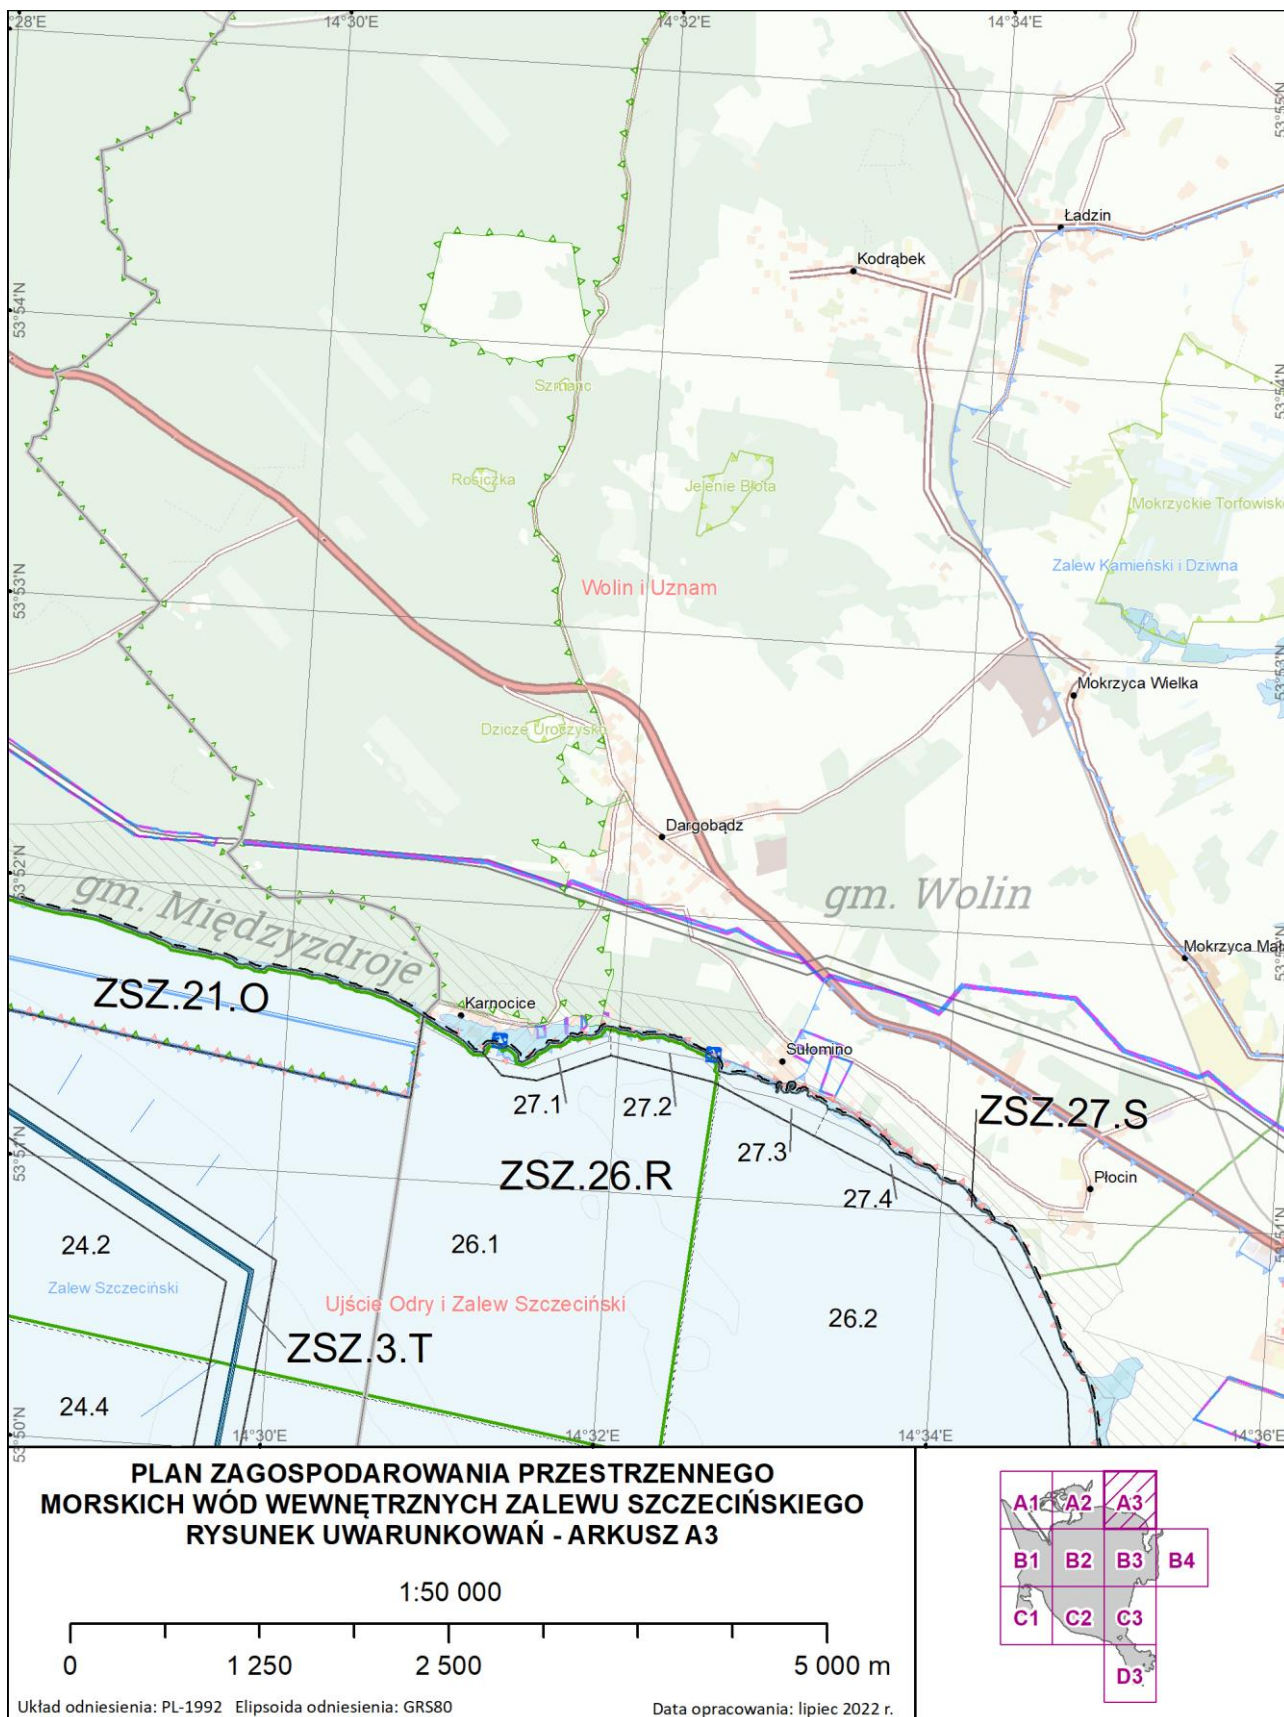 °28'E
14°30'E
14°32'E
14°34'E
53°55'N
Ładzin
Kodrąbek
53°54'N
53°54'N
Szmanc
Rosiczka
Jelenie Błota
Mokrzyckie Torfowisk
Zalew Kamieński i Dziwna
Wolin i Uznam
53°53'N
53°53'N
Mokrzyca Wielka
Dzicze Uroczysko
Dargobądz
53°52'N
gm. Międzyzdroje
gm. Wolin
Mokrzyca Mał
ZSZ.21.O
Karnocice
Sułomino
27.1
27.2
ZSZ.27.S
27.3
ZSZ.26.R
27.4
Płocin
53°51'N
53°51'N
24.2
26.1
Zalew Szczeciński
Ujście Odry i Zalew Szczeciński
26.2
ZSZ.3.T
24.4
53°50'N
14°30'E
14°32'E
14°34'E
14°36'E
PLAN ZAGOSPODAROWANIA PRZESTRZENNEGO
MORSKICH WÓD WEWNĘTRZNYCH ZALEWU SZCZECIŃSKIEGO
RYSUNEK UWARUNKOWAŃ - ARKUSZ A3
1:50 000
0 1 250 2 500 5 000 m
Układ odniesienia: PL-1992 Elipsoida odniesienia: GRS80
Data opracowania: lipiec 2022 r.
A1 A2 A3
B1 B2 B3 B4
C1 C2 C3
D3